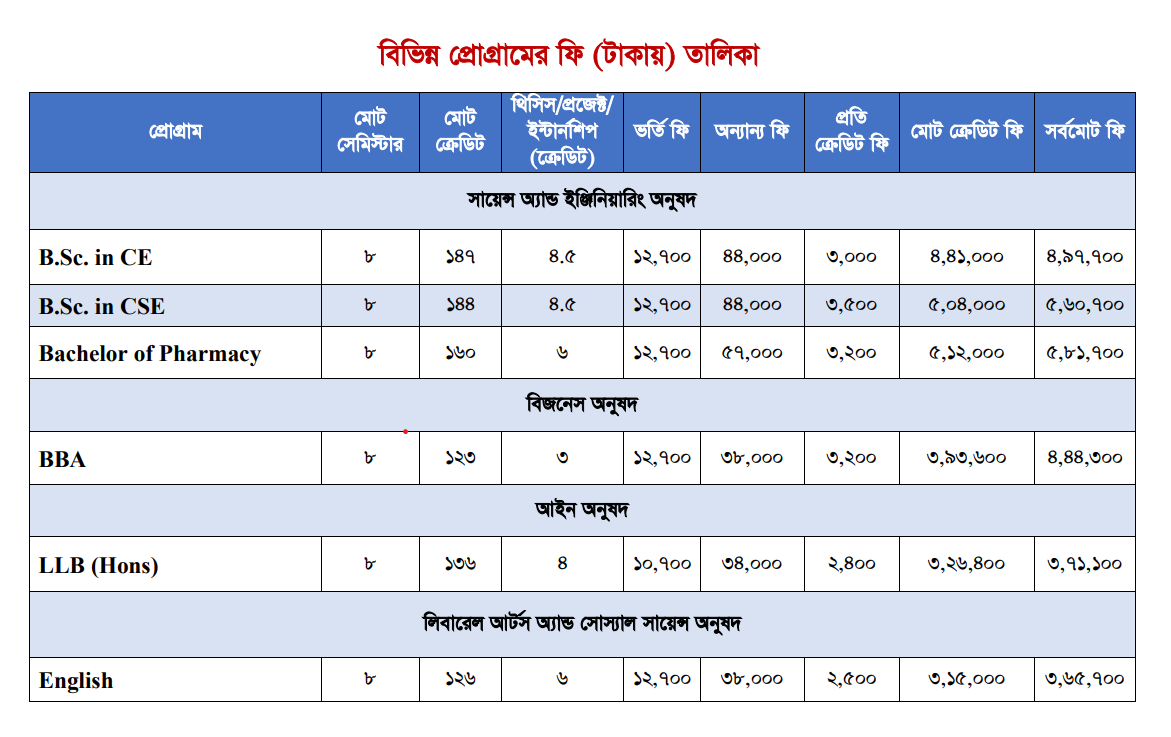 বিভিন্ন প্রোগ্রামের ফি (টাকায়) তালিকা
প্রোগ্রাম মোট সেমিস্টার মোট ক্রেডিট থিসিস/প্রজেক্ট/ইন্টার্নশিপ (ক্রেডিট) ভর্তি ফি অন্যান্য ফি প্রতি ক্রেডিট ফি মোট ক্রেডিট ফি সর্বমোট ফি
সায়েন্স অ্যান্ড ইঞ্জিনিয়ারিং অনুষদ
B.Sc. in CE ৮ ১৪৭ ৪.৫ ১২,৭০০ ৪৪,০০০ ৩,০০০ ৪,৪১,০০০ ৪,৯৭,৭০০
B.Sc. in CSE ৮ ১৪৪ ৪.৫ ১২,৭০০ ৪৪,০০০ ৩,৫০০ ৫,০৪,০০০ ৫,৬০,৭০০
Bachelor of Pharmacy ৮ ১৬০ ৬ ১২,৭০০ ৫৭,০০০ ৩,২০০ ৫,১২,০০০ ৫,৮১,৭০০
বিজনেস অনুষদ
BBA ৮ ১২৩ ৩ ১২,৭০০ ৩৮,০০০ ৩,২০০ ৩,৯৩,৬০০ ৪,৪৪,৩০০
আইন অনুষদ
LLB (Hons) ৮ ১৩৬ ৪ ১০,৭০০ ৩৪,০০০ ২,৪০০ ৩,২৬,৪০০ ৩,৭১,১০০
লিবারেল আর্টস অ্যান্ড সোস্যাল সায়েন্স অনুষদ
English ৮ ১২৬ ৬ ১২,৭০০ ৩৮,০০০ ২,৫০০ ৩,১৫,০০০ ৩,৬৫,৭০০